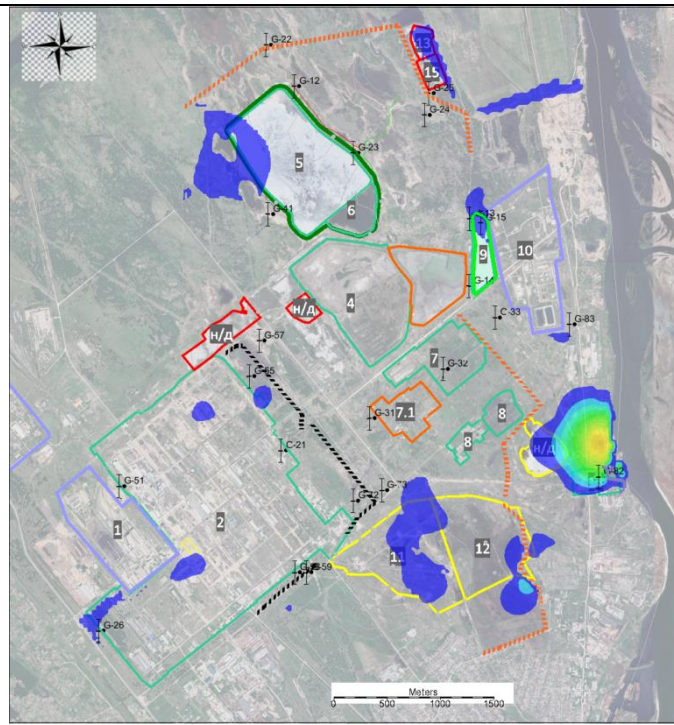 G-22
13
G-12
15
G-25
G-24
5
G-23
6
G-41
G-15
9
10
G-14
4
н/д
н/д
C-33
G-83
G-57
7
G-55
G-32
7.1
G-31
8
8
н/д
C-21
G-51
G-73
G-72
1
2
11
12
G-59
G-26
Meters
0 500 1000 1500